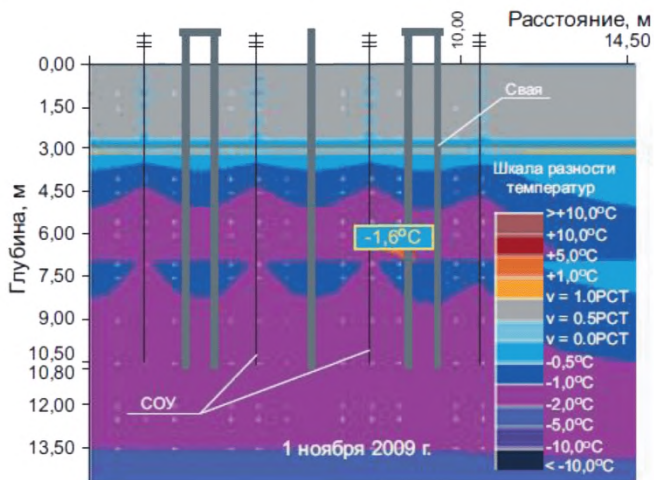 Расстояние, м
10,00
14,50
0,00
1,50
3,00
4,50
6,00
7,50
9,00
10,50
10,80
12,00
13,50
Глубина, м
Свая
-1,6°C
СОУ
1 ноября 2009 г.
Шкала разности
температур
>+10,0°C
+10,0°C
+5,0°C
+1,0°C
v = 1.0PCT
v = 0.5PCT
v = 0.0PCT
-0,5°C
-1,0°C
-2,0°C
-5,0°C
-10,0°C
< -10,0°C